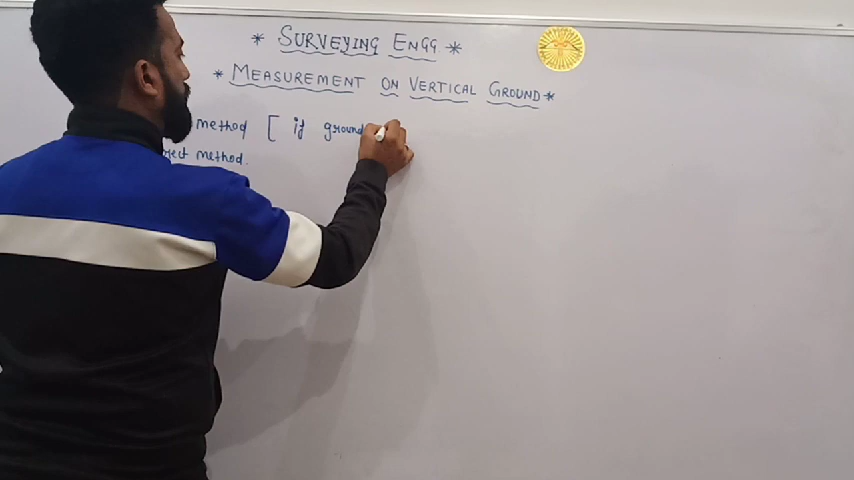 * SURVEYING ENGG. *
* MEASUREMENT ON VERTICAL GROUND *
method [ if ground
method.